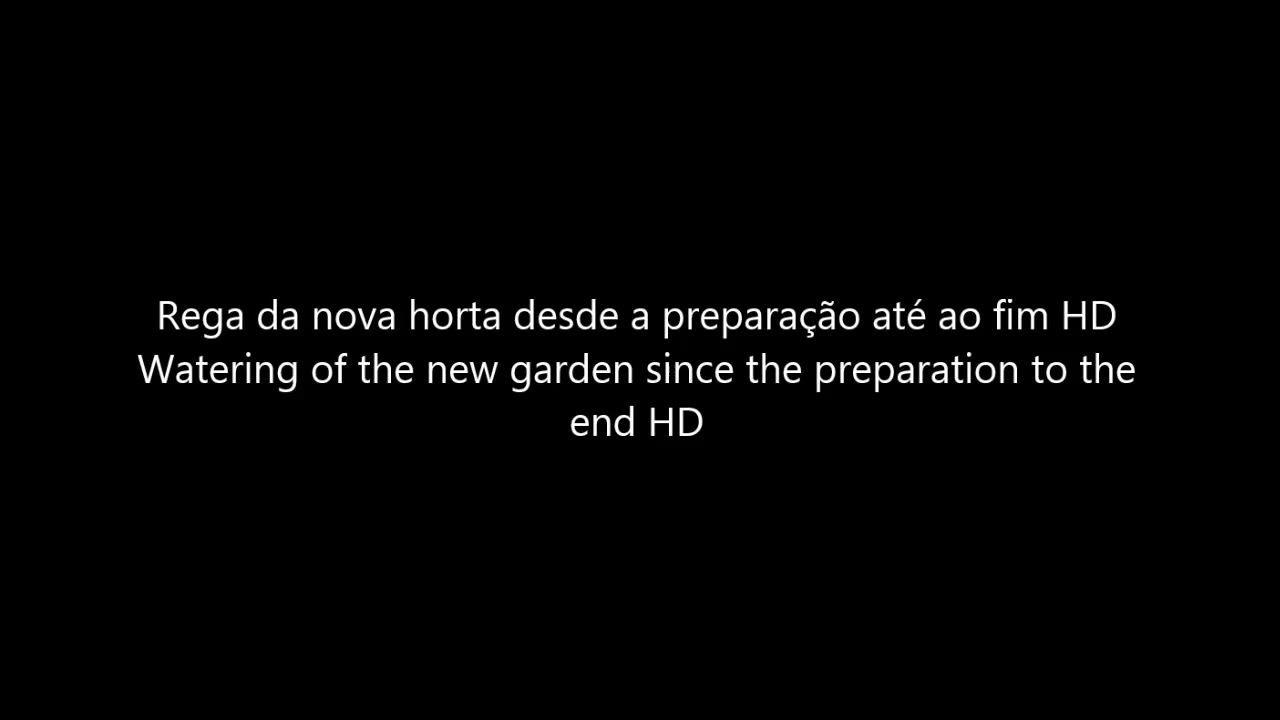 Rega da nova horta desde a preparação até ao fim HD
Watering of the new garden since the preparation to the
end HD